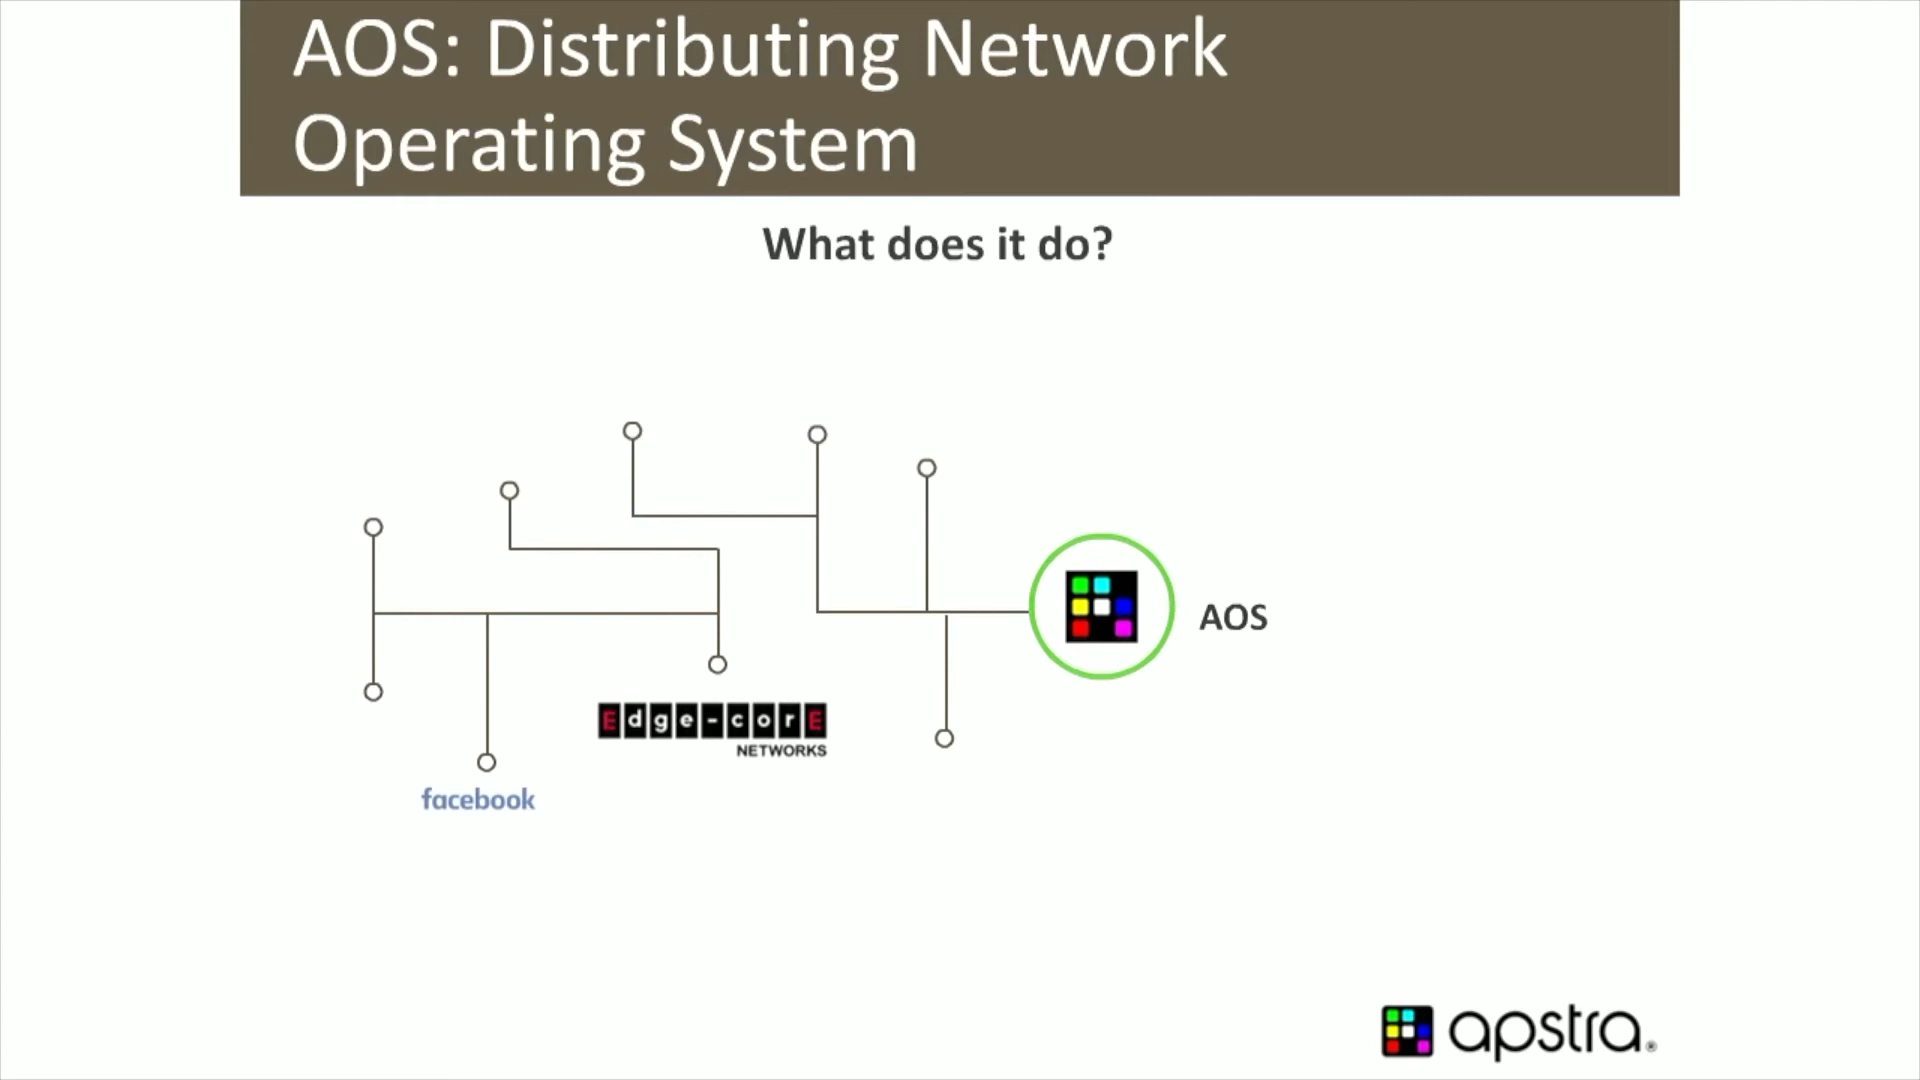 AOS: Distributing Network
Operating System
What does it do?
AOS
Edge-corE
NETWORKS
facebook
apstra®